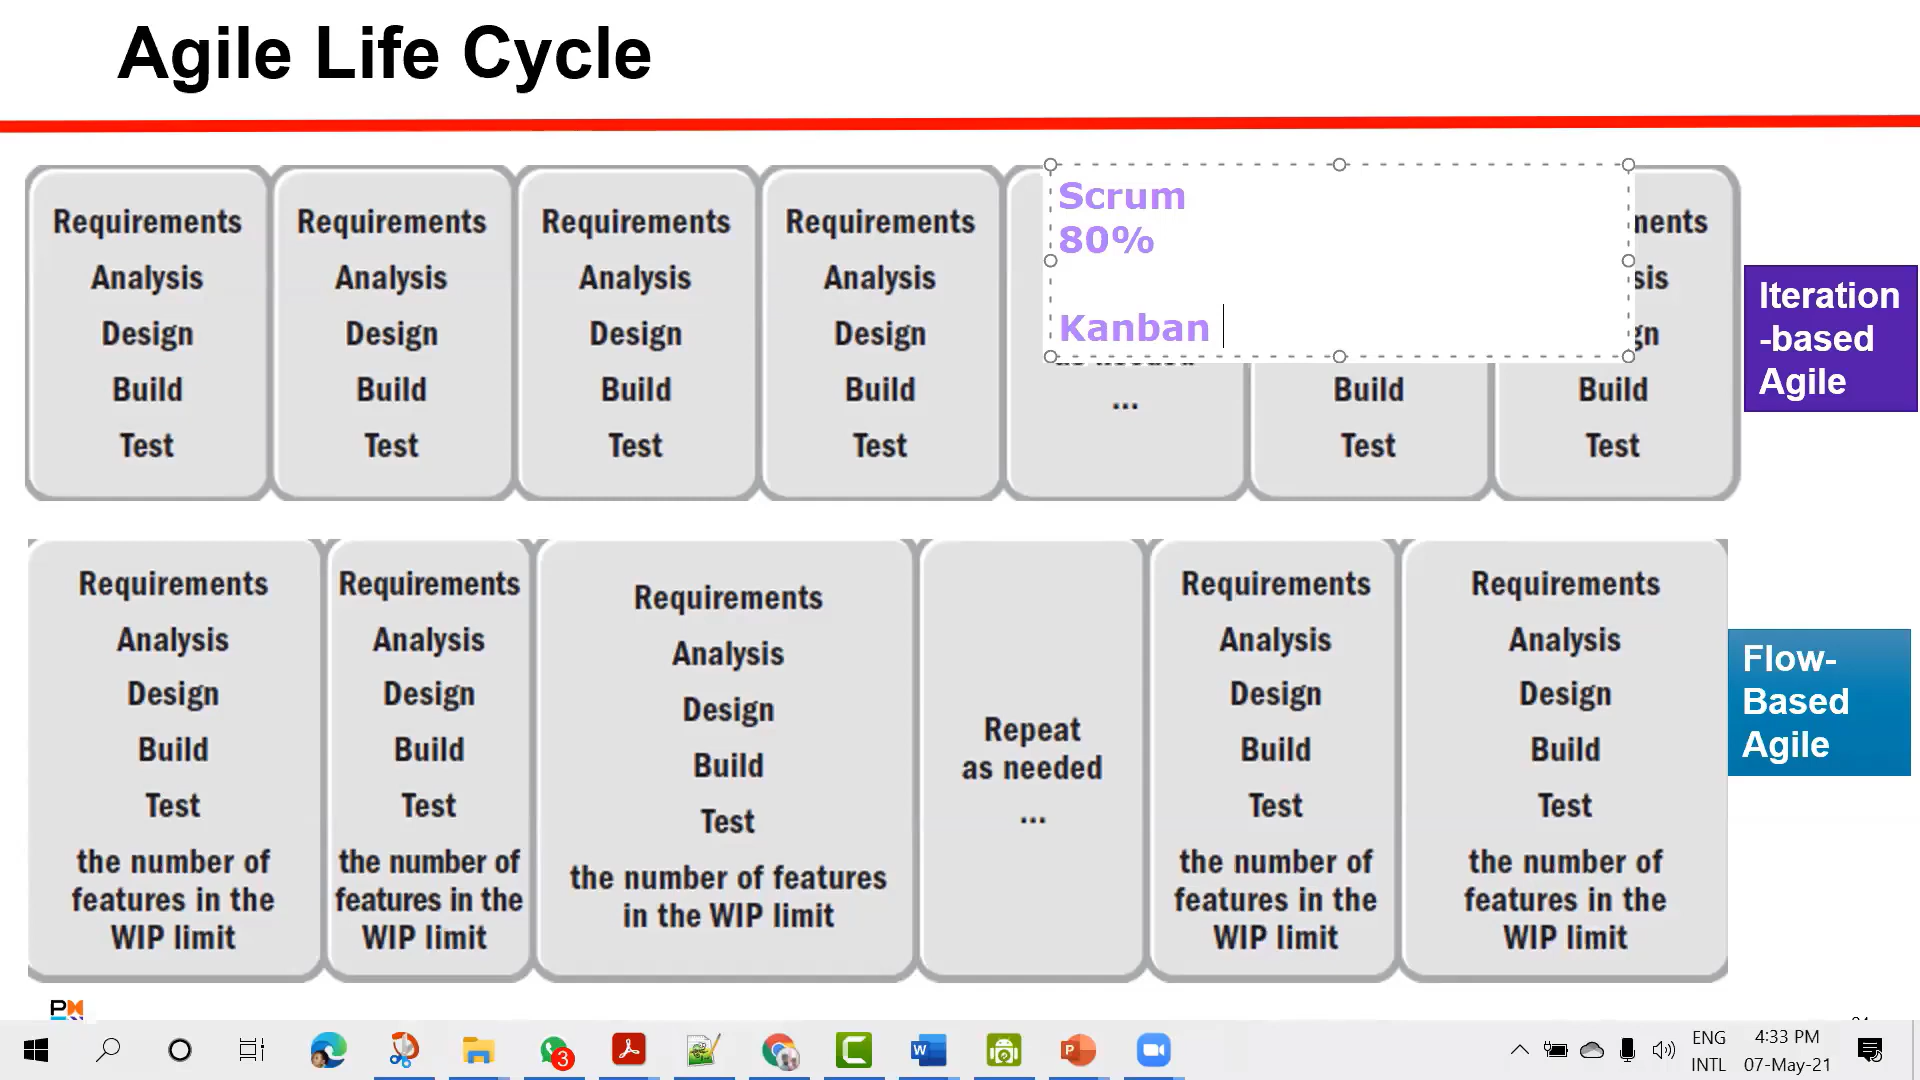 Agile Life Cycle
Requirements
Analysis
Design
Build
Test
Requirements
Analysis
Design
Build
Test
Requirements
Analysis
Design
Build
Test
Requirements
Analysis
Design
Build
Test
Scrum
80%
Kanban
...
Build
Test
Build
Test
Iteration
-based
Agile
Requirements
Analysis
Design
Build
Test
the number of
features in the
WIP limit
Requirements
Analysis
Design
Build
Test
the number of
features in the
WIP limit
Requirements
Analysis
Design
Build
Test
the number of features
in the WIP limit
Repeat
as needed
...
Requirements
Analysis
Design
Build
Test
the number of
features in the
WIP limit
Requirements
Analysis
Design
Build
Test
the number of
features in the
WIP limit
Flow-
Based
Agile
3
ENG
INTL
4:33 PM
07-May-21